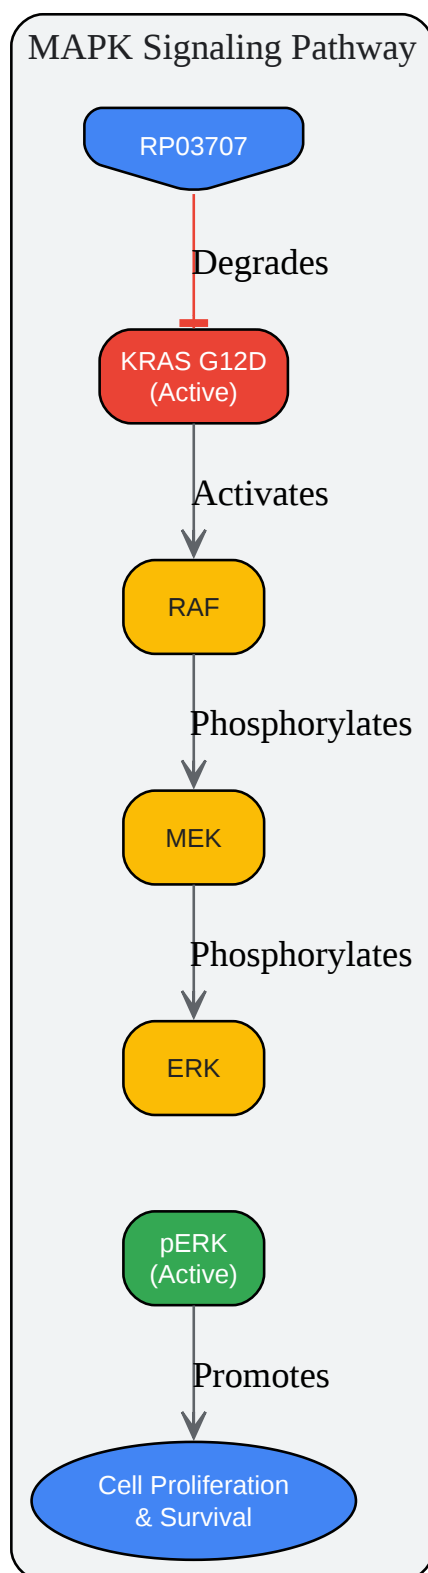 MAPK Signaling Pathway
RP03707
Degrades
KRAS G12D
(Active)
Activates
RAF
Phosphorylates
MEK
Phosphorylates
ERK
pERK
(Active)
Promotes
Cell Proliferation
& Survival